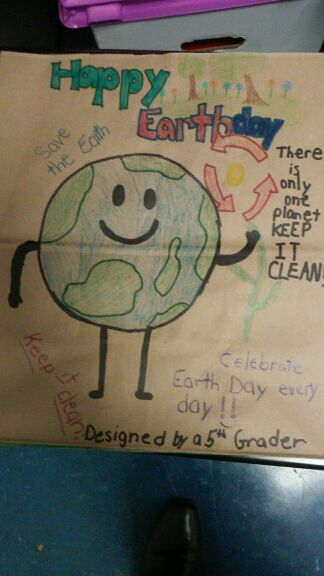 Happy
Earthday
Save
the Earth
There
is
only
one
planet
KEEP
IT
CLEAN!
Keep it
clean!
Celebrate
Earth Day every
day!!
Designed by a 5th Grader